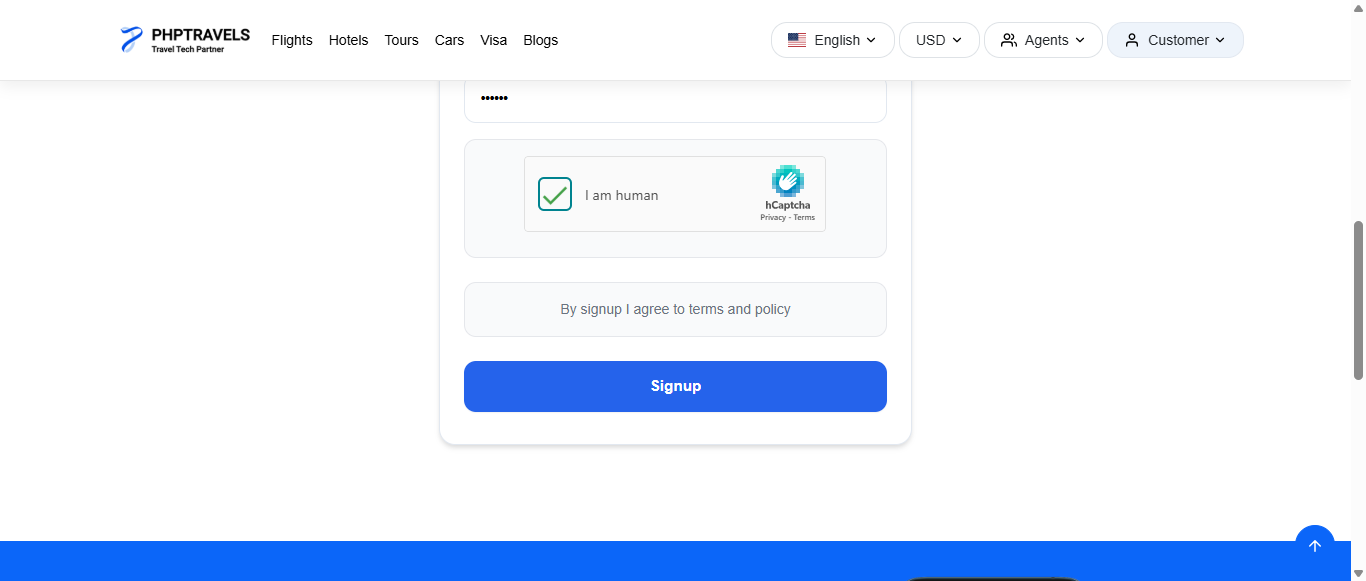 PHPTRAVELS
Travel Tech Partner
Flights Hotels Tours Cars Visa Blogs
English USD Agents Customer
••••••
I am human
hCaptcha
Privacy - Terms
By signup I agree to terms and policy
Signup